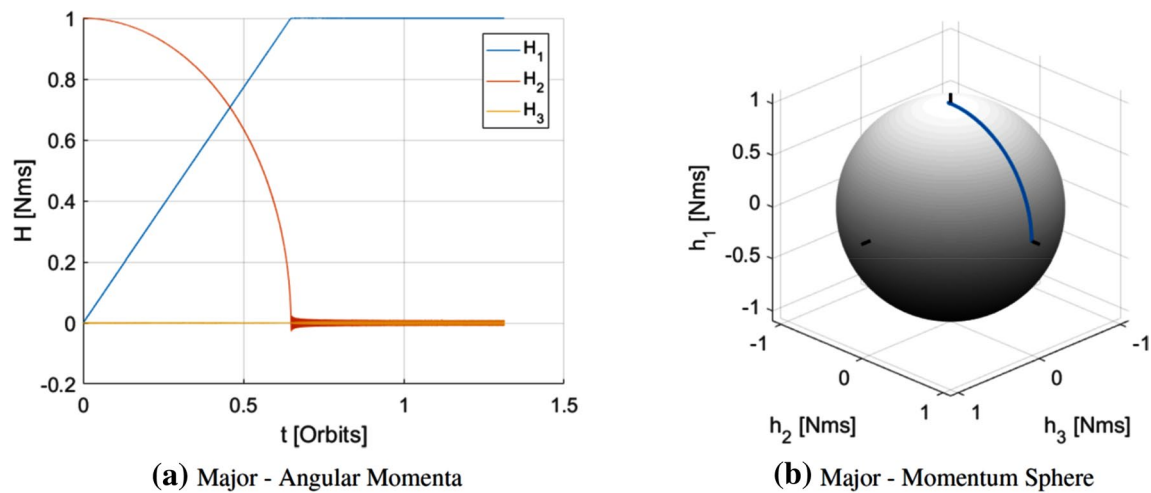 1
0.8
0.6
0.4
0.2
0
-0.2
H [Nms]
0 0.5 1 1.5
t [Orbits]
H1
H2
H3
(a) Major - Angular Momenta
1
0.5
0
-0.5
-1
h1 [Nms]
-1 0 1
h2 [Nms]
1 0 -1
h3 [Nms]
(b) Major - Momentum Sphere